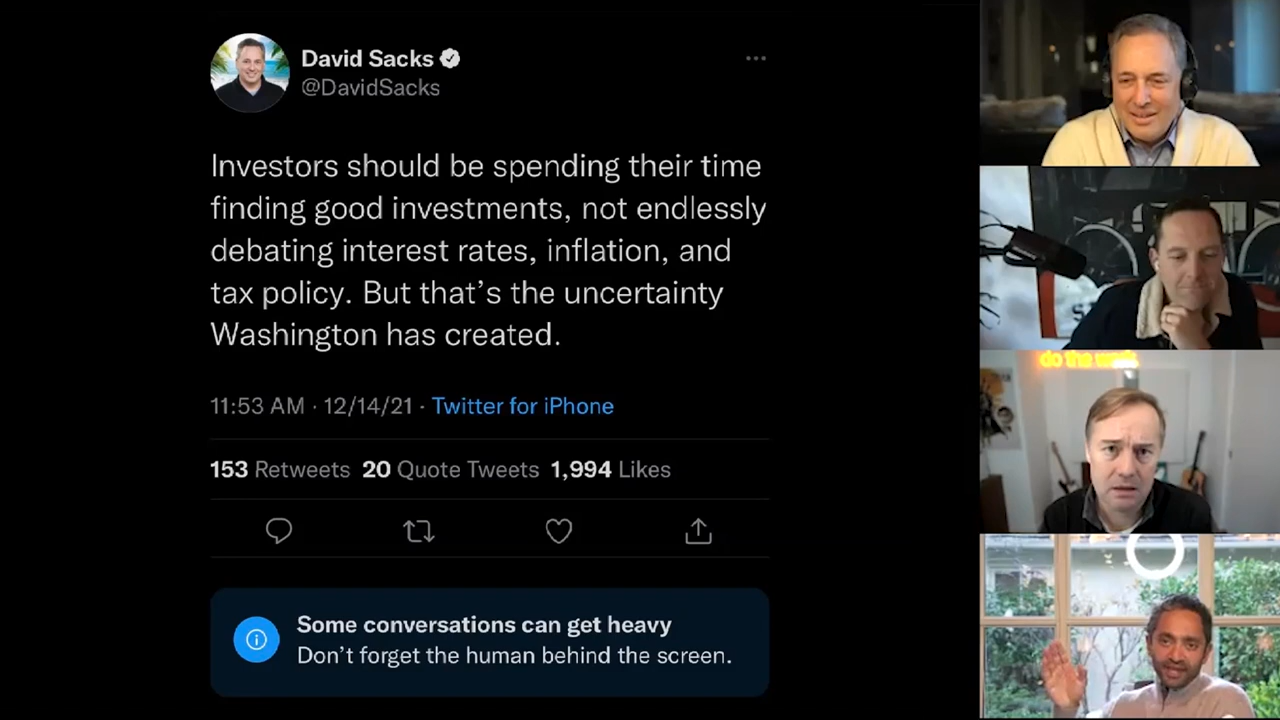 David Sacks
@DavidSacks
Investors should be spending their time
finding good investments, not endlessly
debating interest rates, inflation, and
tax policy. But that’s the uncertainty
Washington has created.
11:53 AM · 12/14/21 · Twitter for iPhone
153 Retweets 20 Quote Tweets 1,994 Likes
Some conversations can get heavy
Don’t forget the human behind the screen.
do the work